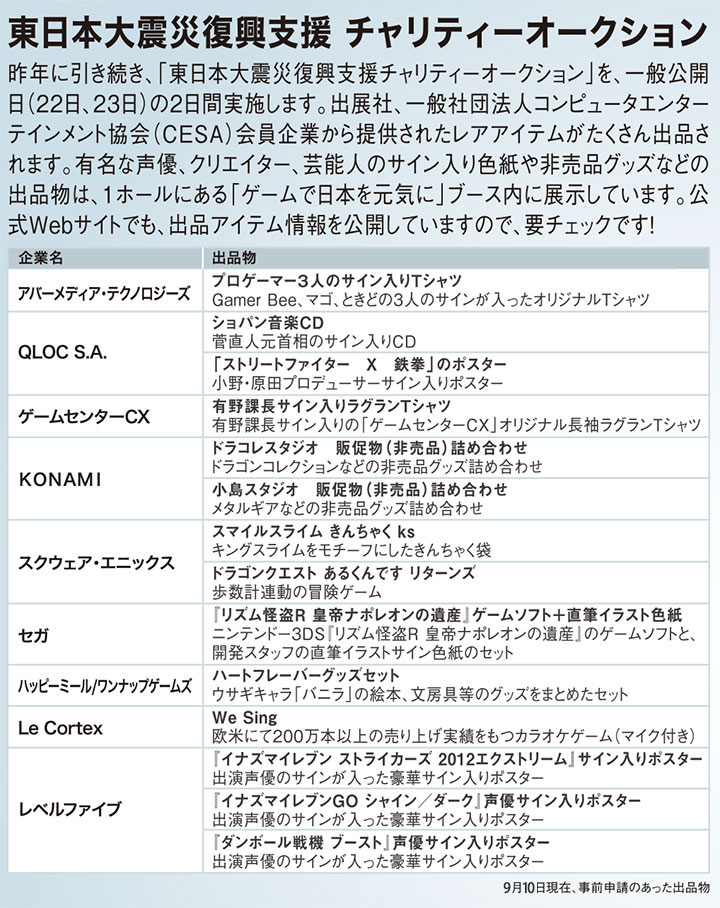 東日本大震災復興支援 チャリティーオークション
昨年に引き続き、「東日本大震災復興支援チャリティーオークション」を、一般公開
日（22日、23日）の2日間実施します。出展社、一般社団法人コンピュータエンター
テインメント協会（CESA）会員企業から提供されたレアアイテムがたくさん出品さ
れます。有名な声優、クリエイター、芸能人のサイン入り色紙や非売品グッズなどの
出品物は、1ホールにある「ゲームで日本を元気に」ブース内に展示しています。公
式Webサイトでも、出品アイテム情報を公開していますので、要チェックです!
企業名 出品物
アバーメディア・テクノロジーズ
プロゲーマー3人のサイン入りTシャツ
Gamer Bee、マゴ、ときどの3人のサインが入ったオリジナルTシャツ
QLOC S.A.
ショパン音楽CD
菅直人元首相のサイン入りCD
「ストリートファイター　X　鉄拳」のポスター
小野・原田プロデューサーサイン入りポスター
ゲームセンターCX
有野課長サイン入りラグランTシャツ
有野課長サイン入りの「ゲームセンターCX」オリジナル長袖ラグランTシャツ
KONAMI
ドラコレスタジオ　販促物（非売品）詰め合わせ
ドラゴンコレクションなどの非売品グッズ詰め合わせ
小島スタジオ　販促物（非売品）詰め合わせ
メタルギアなどの非売品グッズ詰め合わせ
スクウェア・エニックス
スマイルスライム きんちゃく ks
キングスライムをモチーフにしたきんちゃく袋
ドラゴンクエスト あるくんです リターンズ
歩数計連動の冒険ゲーム
セガ
『リズム怪盗R 皇帝ナポレオンの遺産』ゲームソフト＋直筆イラスト色紙
ニンテンドー3DS『リズム怪盗R 皇帝ナポレオンの遺産』のゲームソフトと、
開発スタッフの直筆イラストサイン色紙のセット
ハッピーミール/ワンナップゲームズ
ハートフレーバーグッズセット
ウサギキャラ「バニラ」の絵本、文房具等のグッズをまとめたセット
Le Cortex
We Sing
欧米にて200万本以上の売り上げ実績をもつカラオケゲーム（マイク付き）
レベルファイブ
『イナズマイレブン ストライカーズ 2012エクストリーム』サイン入りポスター
出演声優のサインが入った豪華サイン入りポスター
『イナズマイレブンGO シャイン／ダーク』声優サイン入りポスター
出演声優のサインが入った豪華サイン入りポスター
『ダンボール戦機 ブースト』声優サイン入りポスター
出演声優のサインが入った豪華サイン入りポスター
9月10日現在、事前申請のあった出品物